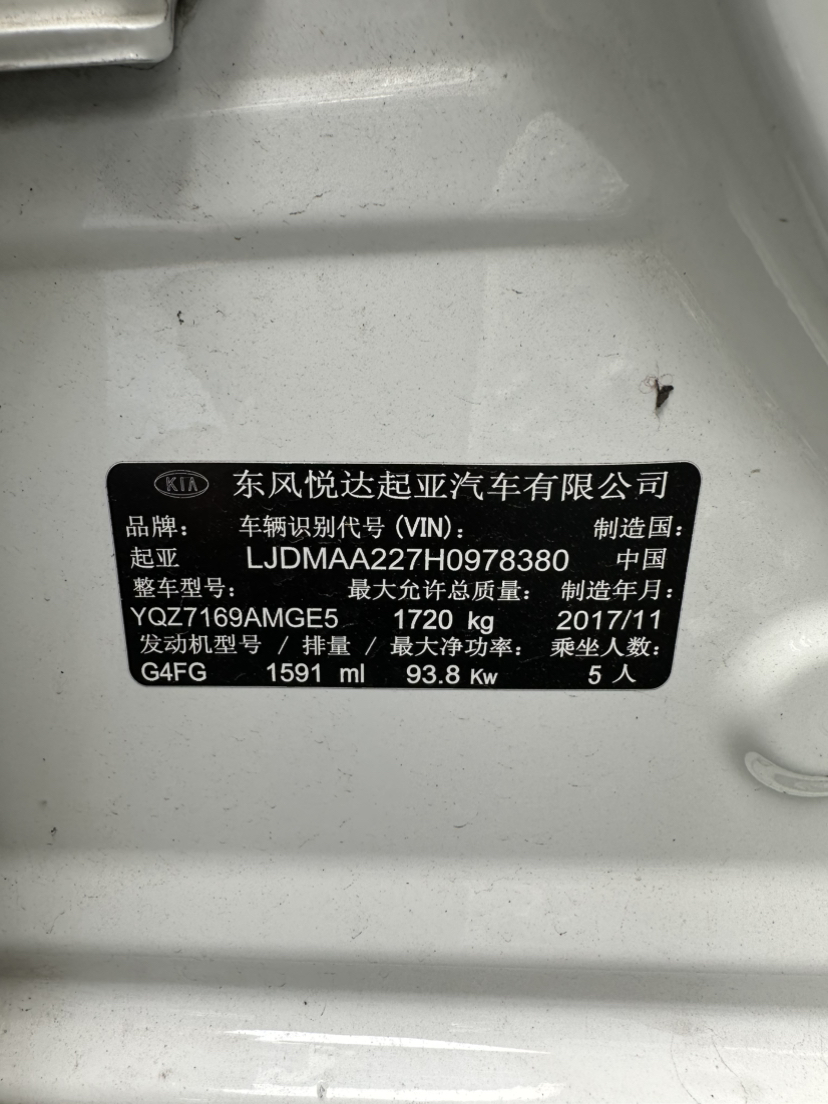 KIA 东风悦达起亚汽车有限公司
品牌: 车辆识别代号(VIN): 制造国:
起亚 LJDMAA227H0978380 中国
整车型号: 最大允许总质量: 制造年月:
YQZ7169AMGE5 1720 kg 2017/11
发动机型号 / 排量 / 最大净功率: 乘坐人数:
G4FG 1591 ml 93.8 Kw 5 人